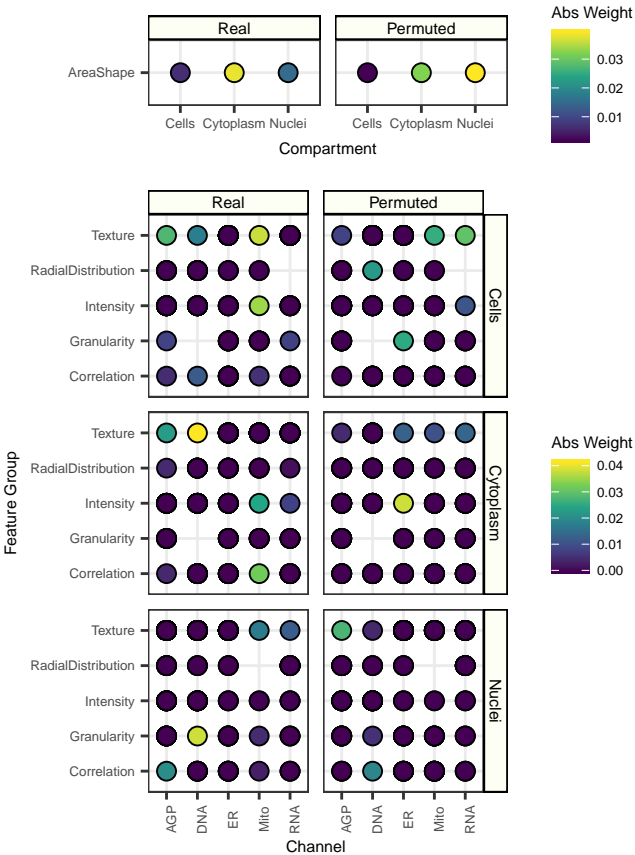 Abs Weight
0.03
0.02
0.01
Real
Permuted
AreaShape
Cells Cytoplasm Nuclei
Cells Cytoplasm Nuclei
Compartment
Real
Permuted
Texture
RadialDistribution
Intensity
Granularity
Correlation
Cells
Texture
RadialDistribution
Intensity
Granularity
Correlation
Cytoplasm
Texture
RadialDistribution
Intensity
Granularity
Correlation
Nuclei
Feature Group
AGP DNA ER Mito RNA
AGP DNA ER Mito RNA
Channel
Abs Weight
0.04
0.03
0.02
0.01
0.00